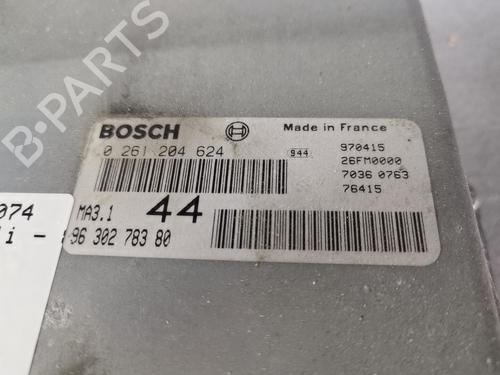 B-PARTS
BOSCH
Made in France
0 261 204 624
944
970415
26FM0000
7036 0763
76415
MA3.1
44
96 302 783 80
074
i -